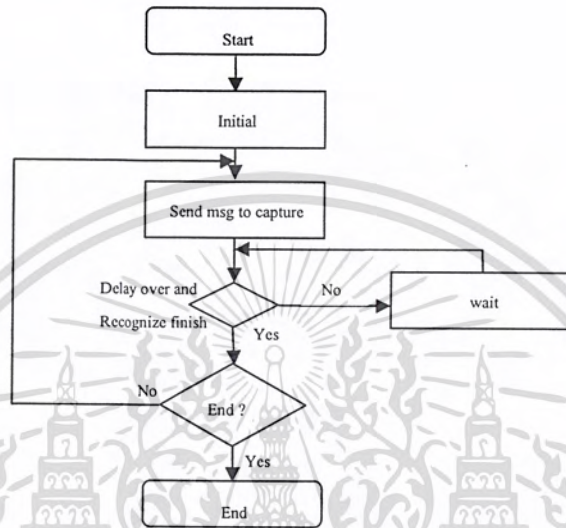 Start
Initial
Send msg to capture
Delay over and
Recognize finish
No
wait
Yes
No
End ?
Yes
End